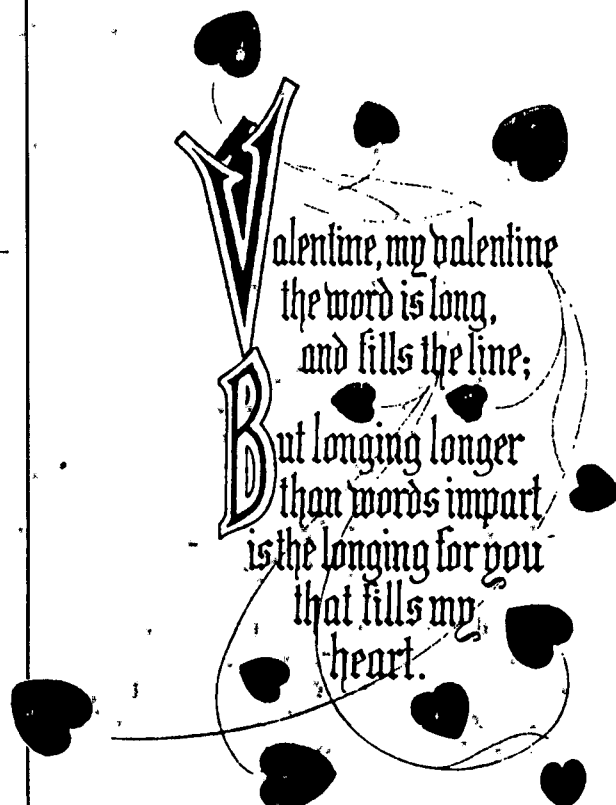 Valentine, my valentine
the word is long,
and fills the line;
But longing longer
than words impart
is the longing for you
that fills my
heart.